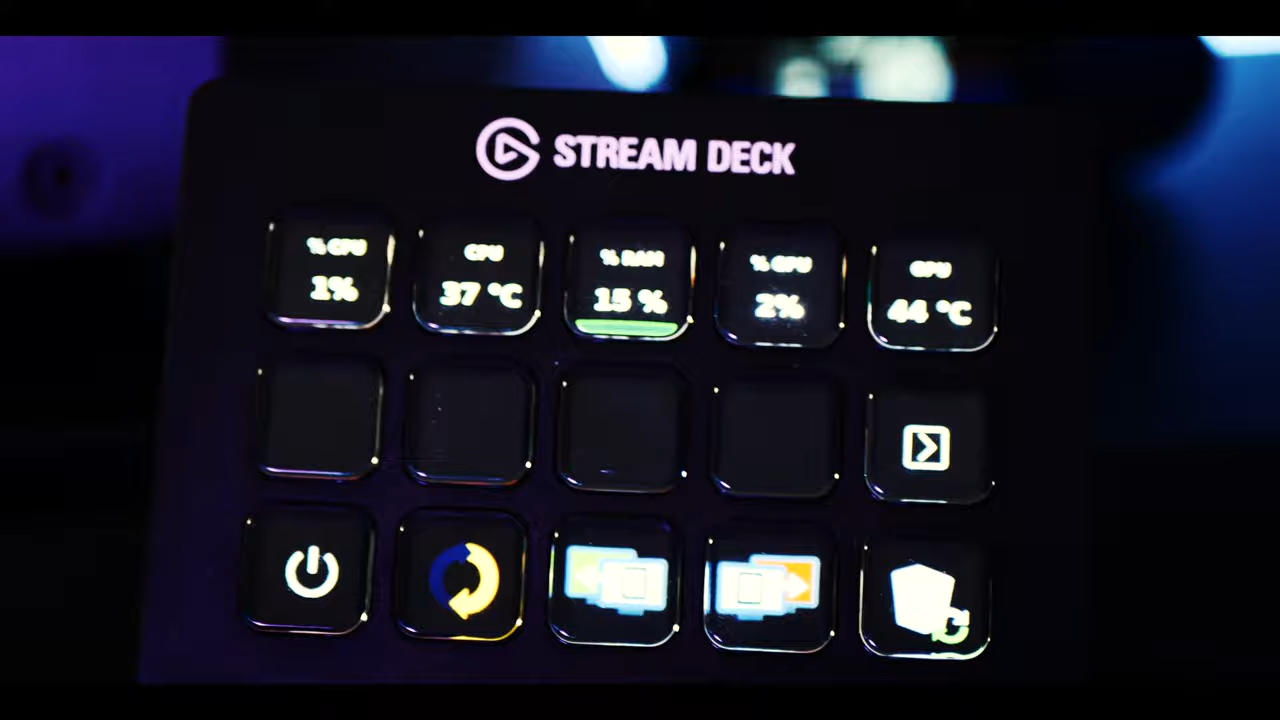 STREAM DECK
% CPU
1%
CPU
37 °C
% RAM
15 %
% GPU
2%
GPU
44 °C